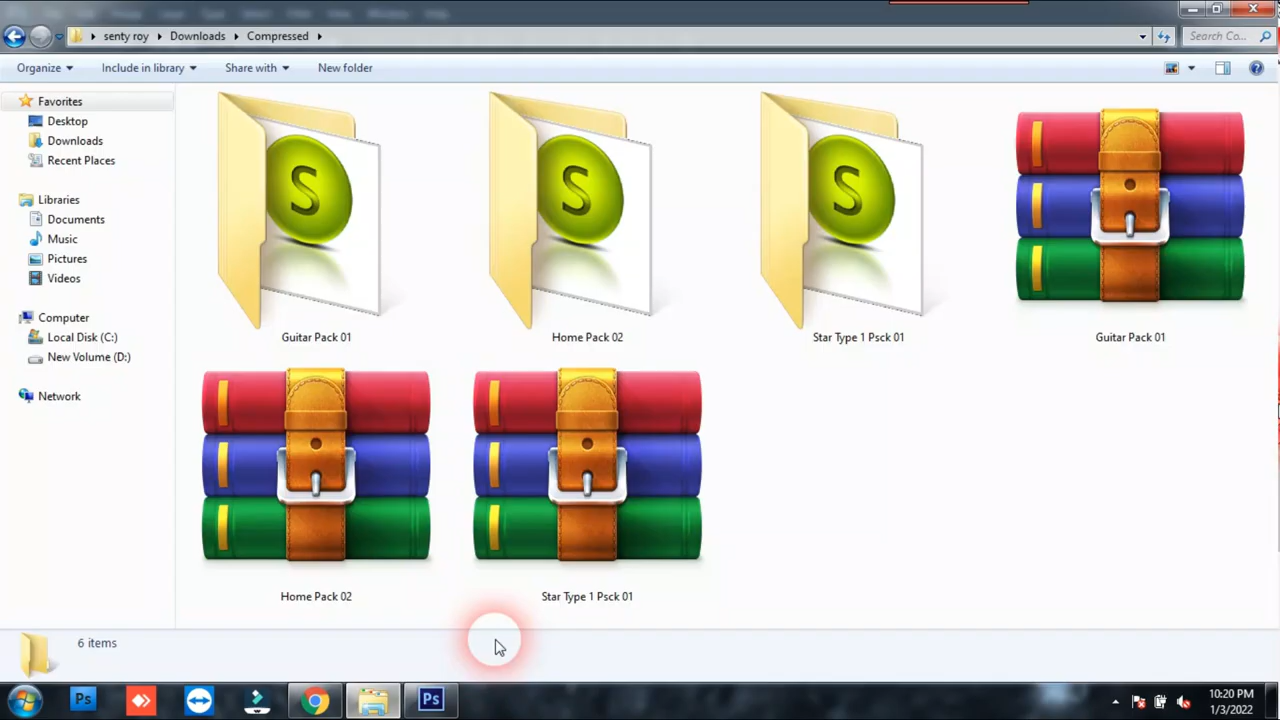 senty roy Downloads Compressed
Search Co...
Organize Include in library Share with New folder
Favorites
Desktop
Downloads
Recent Places
Libraries
Documents
Music
Pictures
Videos
Computer
Local Disk (C:)
New Volume (D:)
Network
S
S
S
Guitar Pack 01
Home Pack 02
Star Type 1 Psck 01
Guitar Pack 01
Home Pack 02
Star Type 1 Psck 01
6 items
Ps
Ps
10:20 PM
1/3/2022